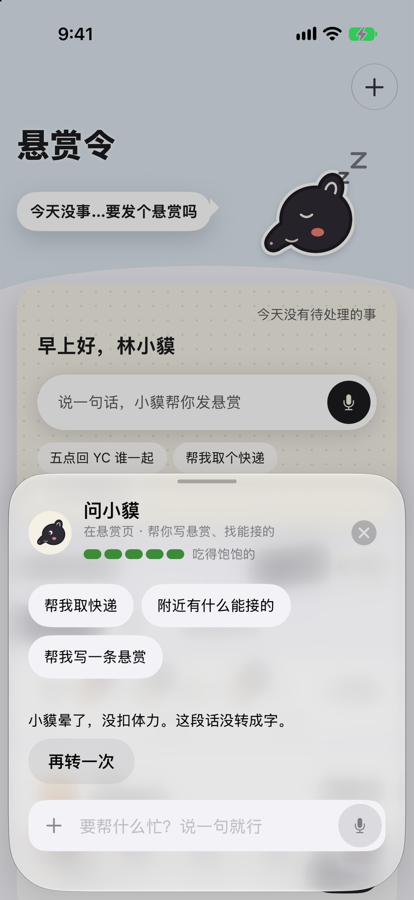 9:41
悬赏令
Z
Z
今天没事...要发个悬赏吗
今天没有待处理的事
早上好，林小貘
说一句话，小貘帮你发悬赏
五点回 YC 谁一起
帮我取个快递
问小貘
在悬赏页 · 帮你写悬赏、找能接的
吃得饱饱的
帮我取快递
附近有什么能接的
帮我写一条悬赏
小貘晕了，没扣体力。这段话没转成字。
再转一次
要帮什么忙？说一句就行